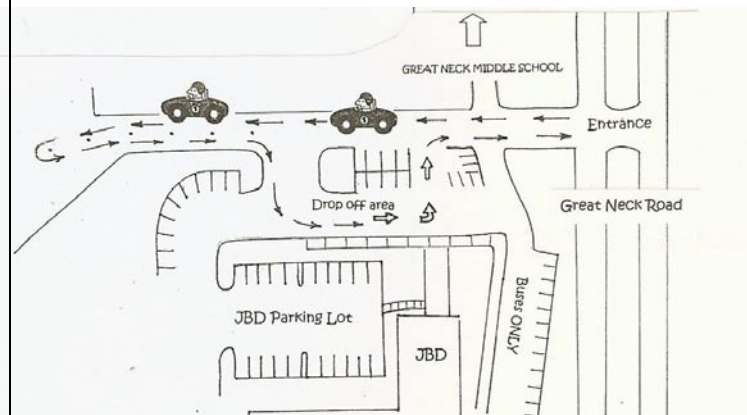 GREAT NECK MIDDLE SCHOOL
Entrance
Drop off area
Great Neck Road
JBD Parking Lot
Buses ONLY
JBD